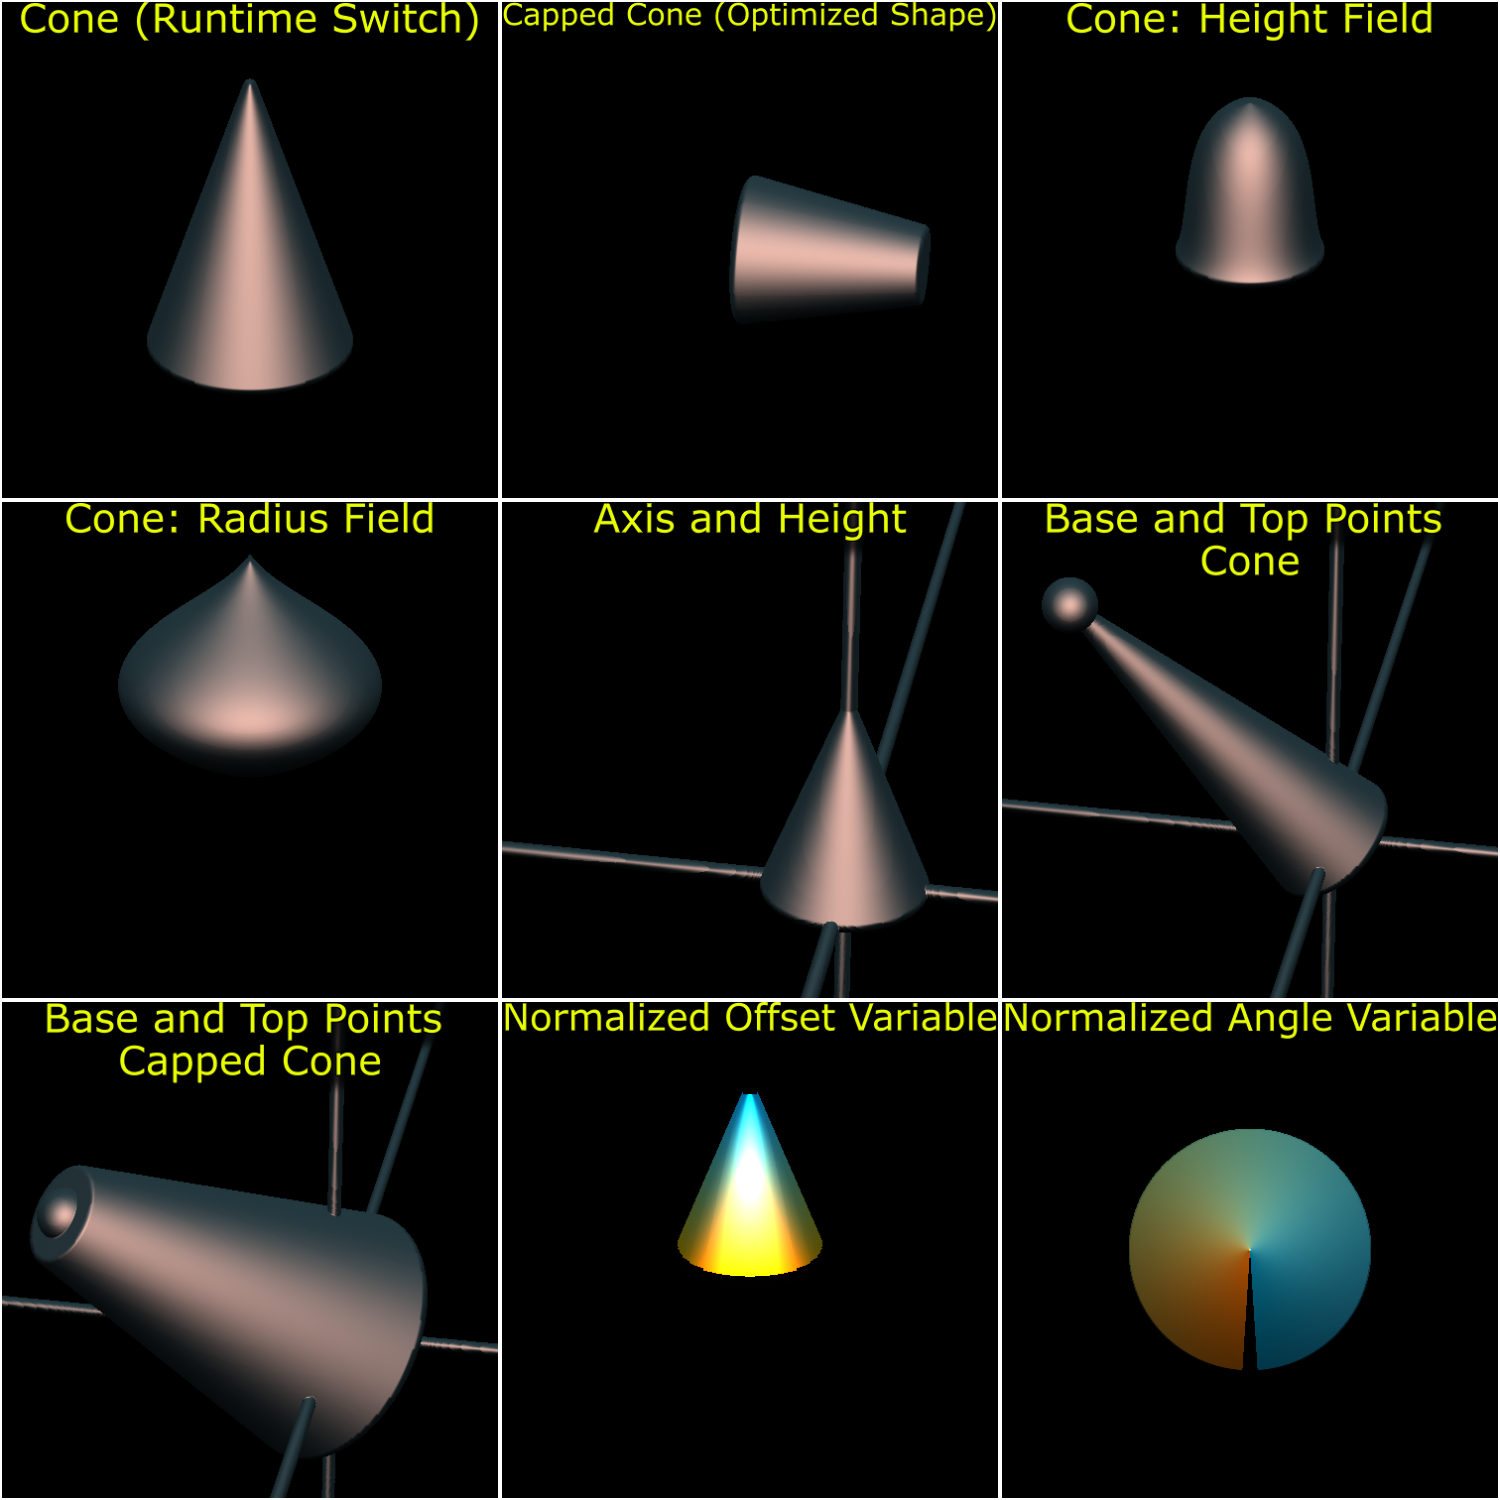 Cone (Runtime Switch)
Capped Cone (Optimized Shape)
Cone: Height Field
Cone: Radius Field
Axis and Height
Base and Top Points
Cone
Base and Top Points
Capped Cone
Normalized Offset Variable
Normalized Angle Variable